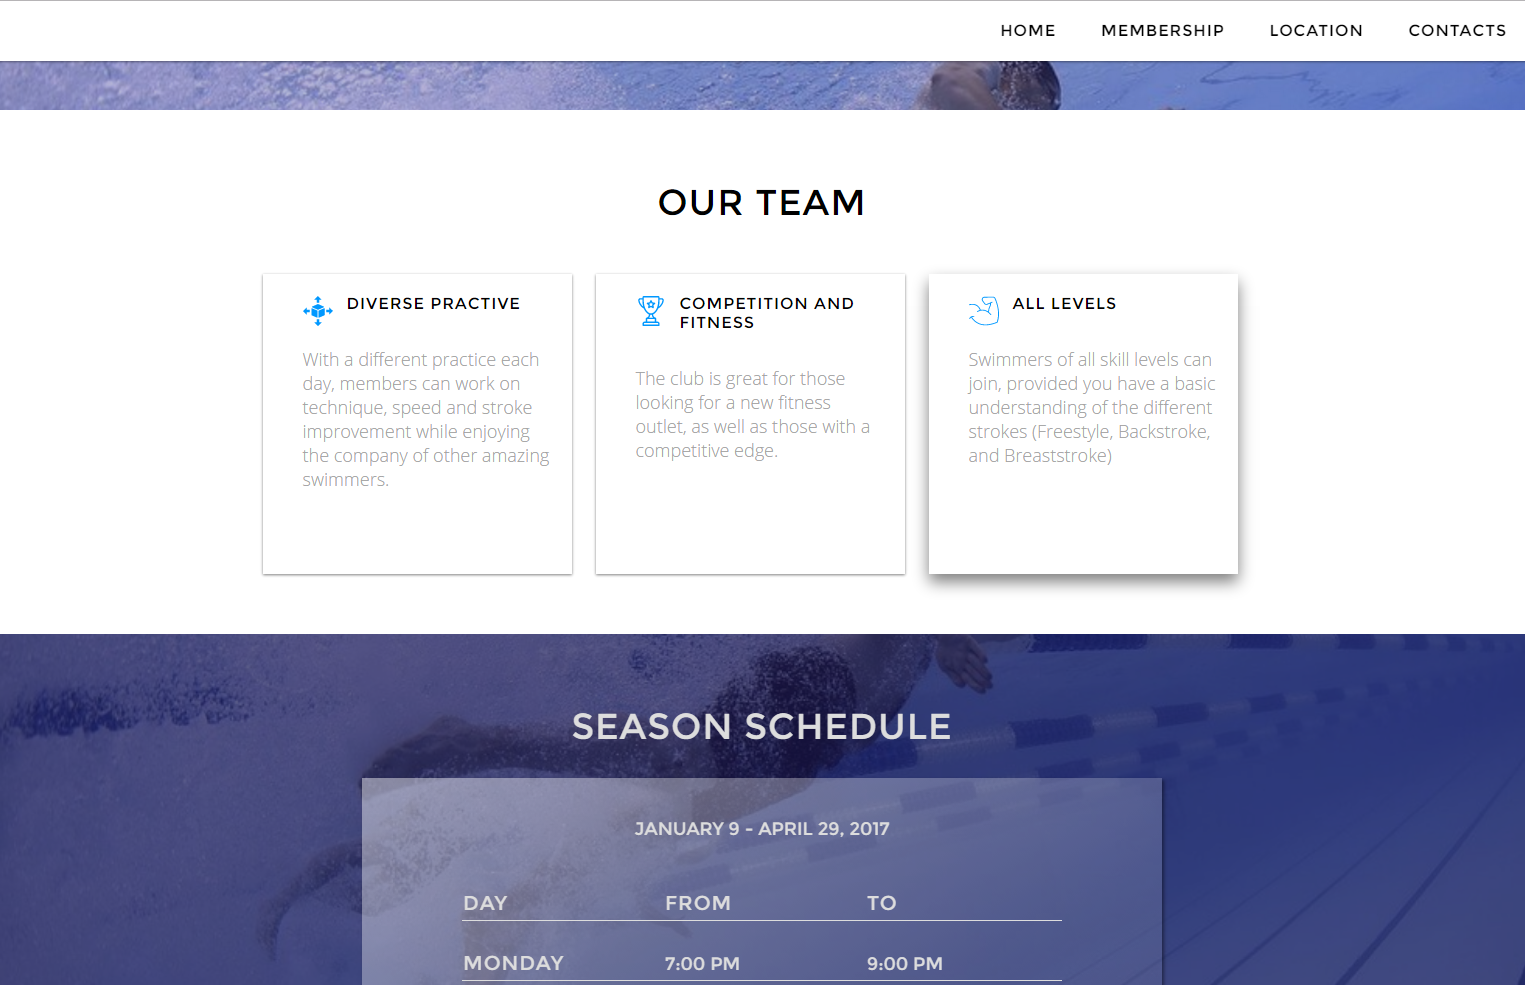 HOME MEMBERSHIP LOCATION CONTACTS
OUR TEAM
DIVERSE PRACTIVE
With a different practice each
day, members can work on
technique, speed and stroke
improvement while enjoying
the company of other amazing
swimmers.
COMPETITION AND
FITNESS
The club is great for those
looking for a new fitness
outlet, as well as those with a
competitive edge.
ALL LEVELS
Swimmers of all skill levels can
join, provided you have a basic
understanding of the different
strokes (Freestyle, Backstroke,
and Breaststroke)
SEASON SCHEDULE
JANUARY 9 - APRIL 29, 2017
DAY FROM TO
MONDAY 7:00 PM 9:00 PM